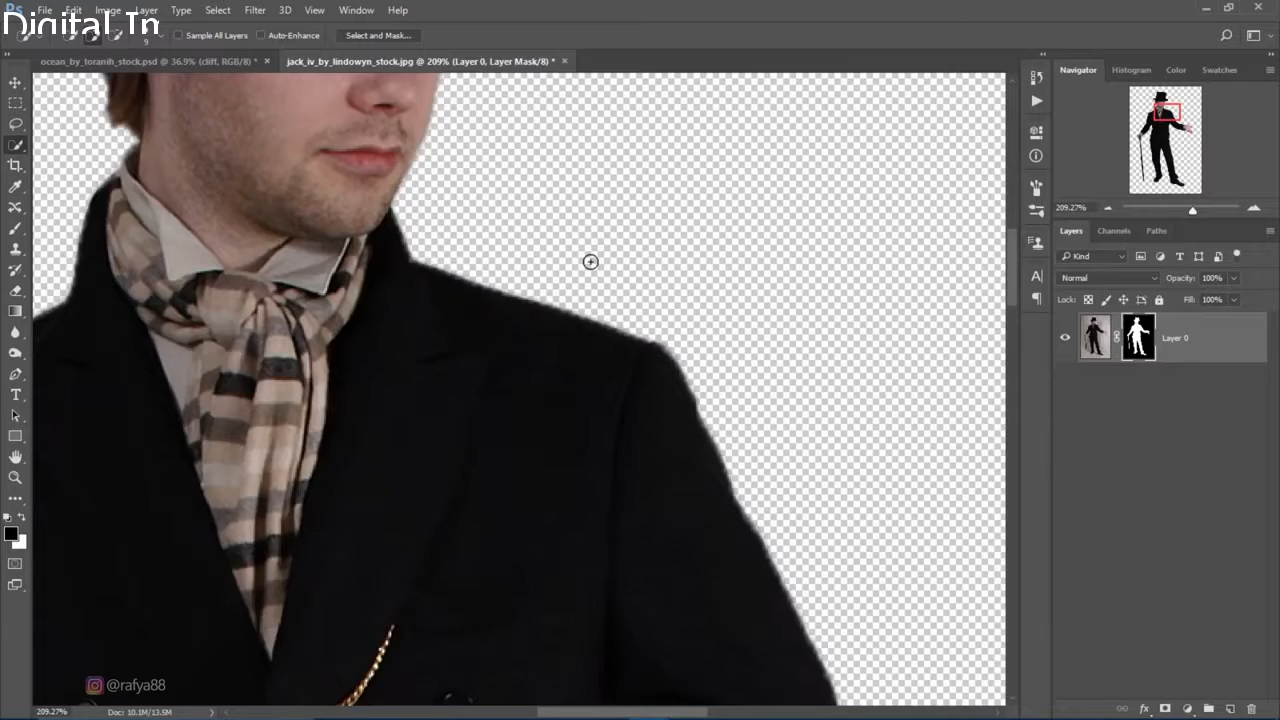 Ps File Edit Image Layer Type Select Filter 3D View Window Help
Digital Tn
9 Sample All Layers Auto-Enhance Select and Mask...
ocean_by_toranih_stock.psd @ 36.9% (cliff, RGB/8) * × jack_iv_by_lindowyn_stock.jpg @ 209% (Layer 0, Layer Mask/8) * ×
Navigator Histogram Color Swatches
209.27%
Layers Channels Paths
Kind
Normal Opacity: 100%
Lock: Fill: 100%
Layer 0
@rafya88
209.27% Doc: 10.1M/13.5M